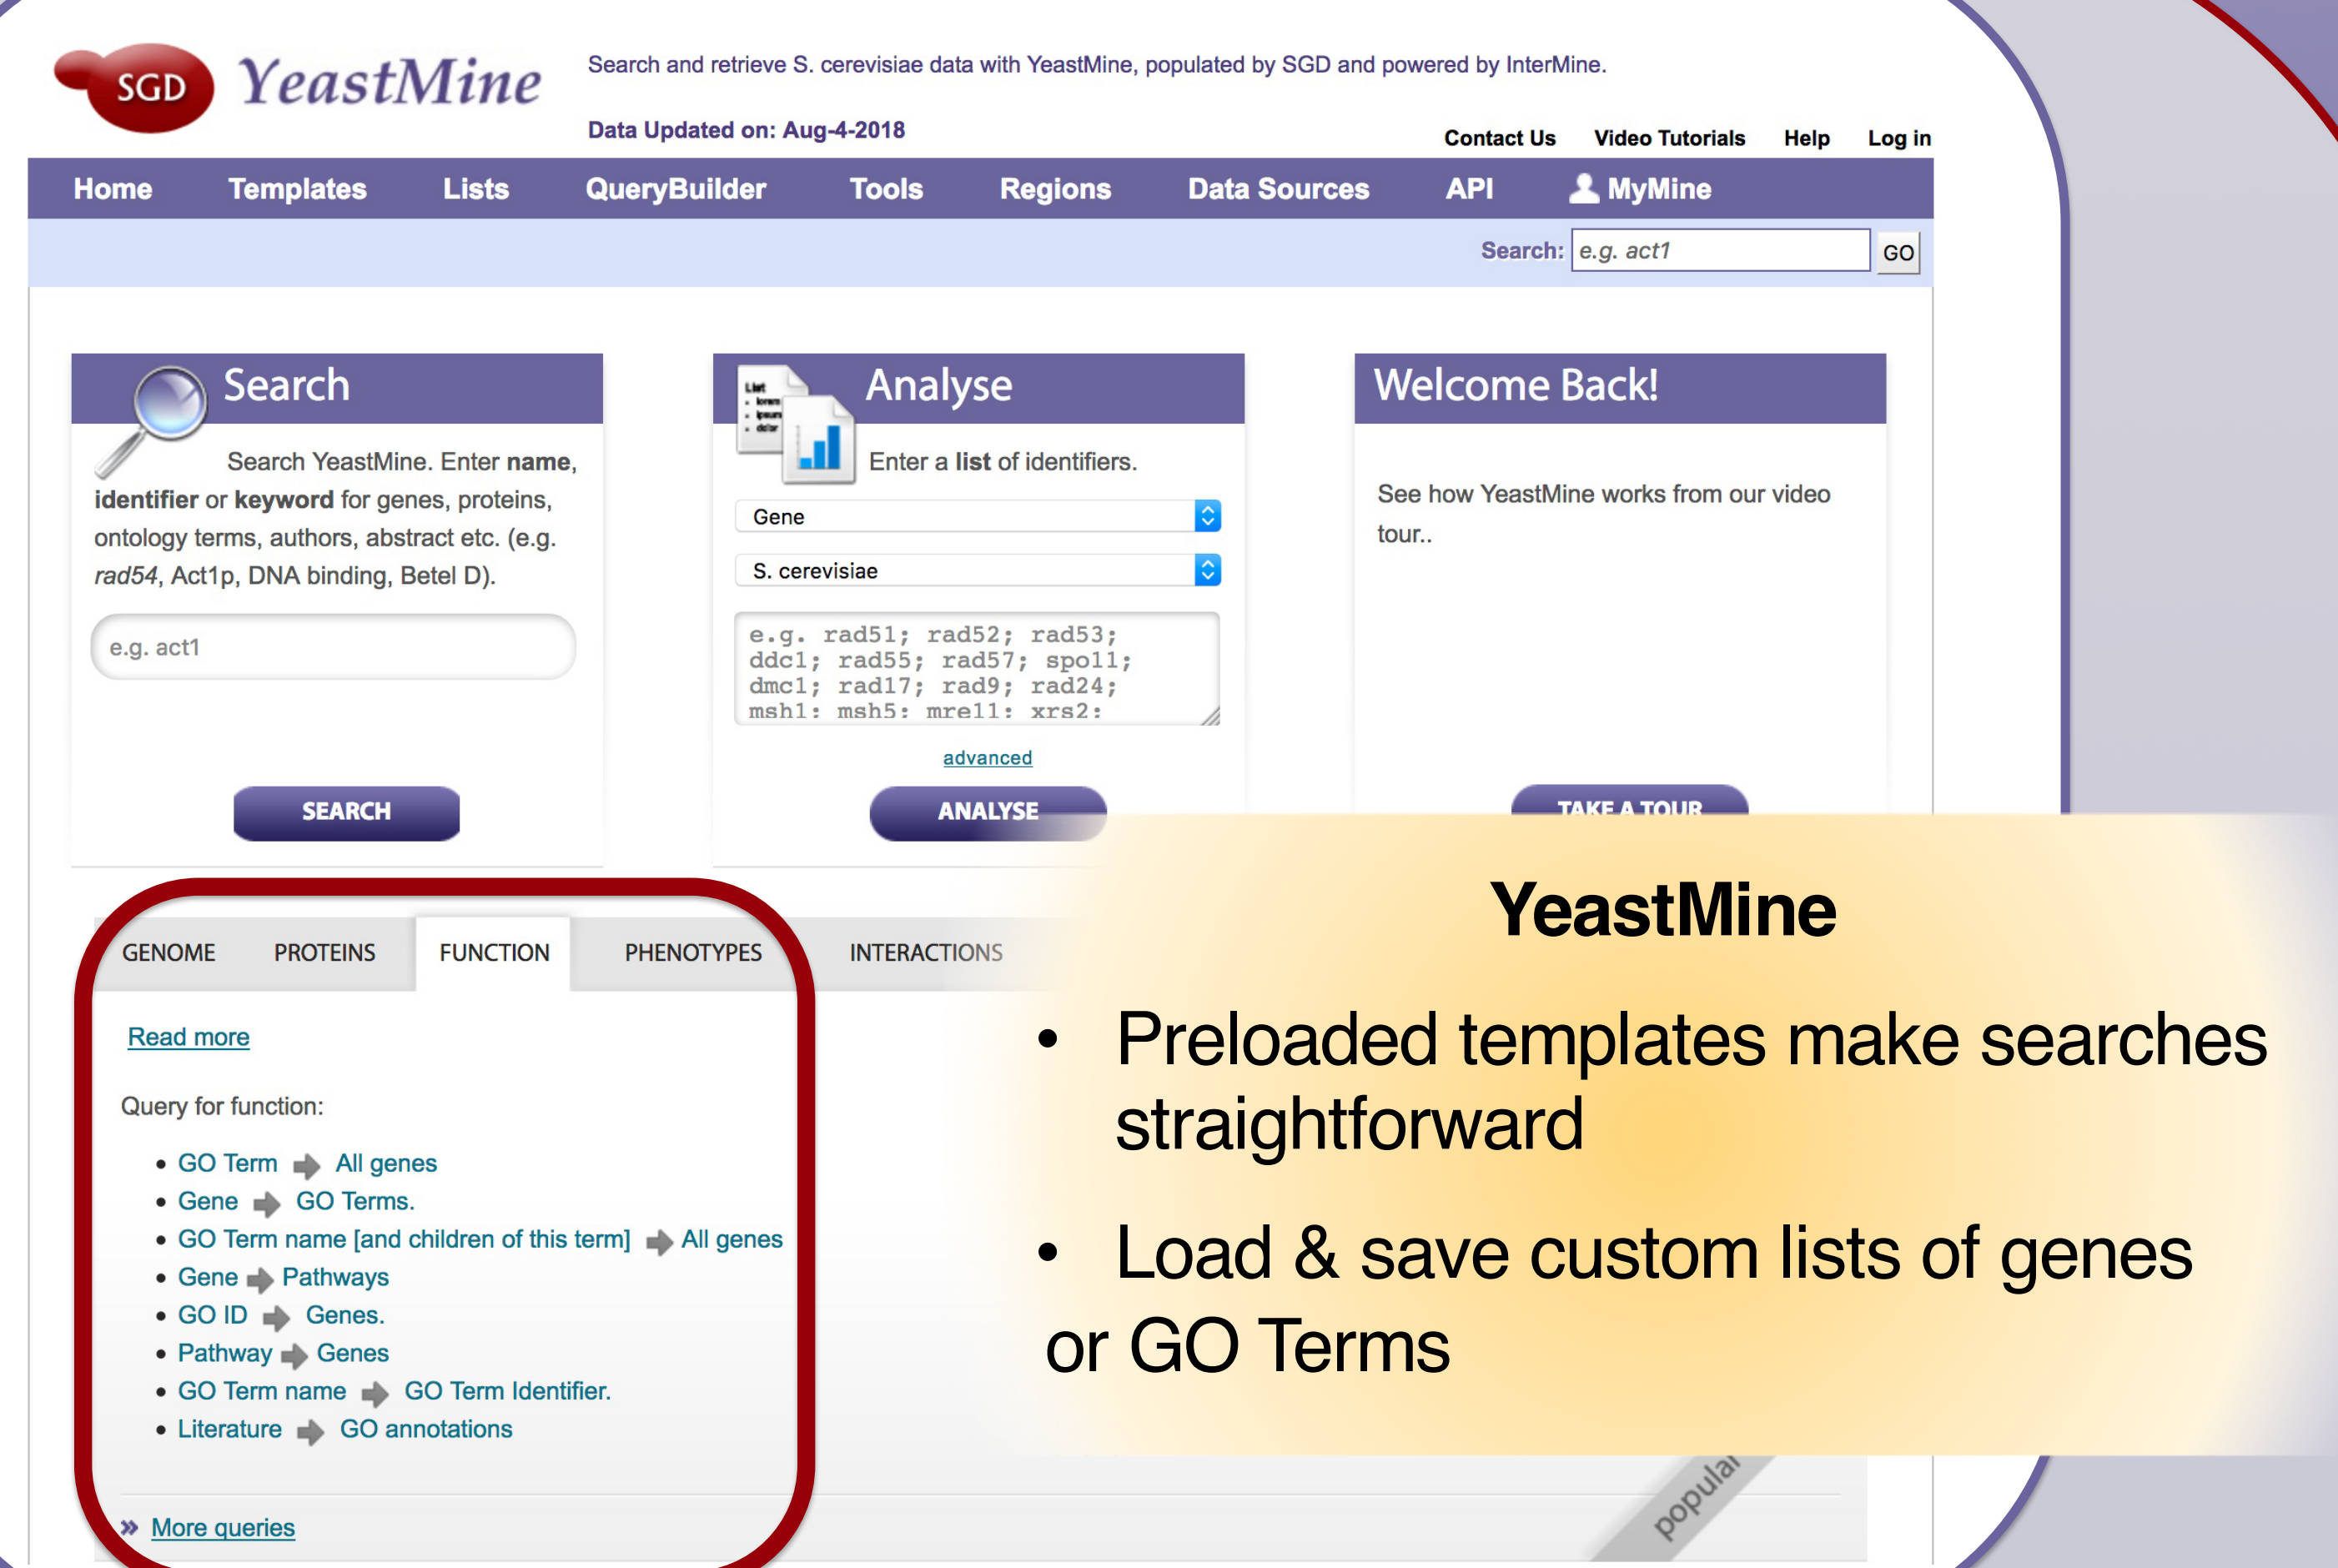 SGD YeastMine
Search and retrieve S. cerevisiae data with YeastMine, populated by SGD and powered by InterMine.
Data Updated on: Aug-4-2018
Contact Us Video Tutorials Help Log in
Home Templates Lists QueryBuilder Tools Regions Data Sources API MyMine
Search: e.g. act1 GO
Search
Search YeastMine. Enter name,
identifier or keyword for genes, proteins,
ontology terms, authors, abstract etc. (e.g.
rad54, Act1p, DNA binding, Betel D).
e.g. act1
SEARCH
List
lorem
ipsum
dolor
Analyse
Enter a list of identifiers.
Gene
S. cerevisiae
e.g. rad51; rad52; rad53;
ddc1; rad55; rad57; spo11;
dmc1; rad17; rad9; rad24;
msh1; msh5; mre11; xrs2;
advanced
ANALYSE
Welcome Back!
See how YeastMine works from our video
tour..
TAKE A TOUR
GENOME PROTEINS FUNCTION PHENOTYPES INTERACTIONS
Read more
Query for function:
• GO Term ➡ All genes
• Gene ➡ GO Terms.
• GO Term name [and children of this term] ➡ All genes
• Gene ➡ Pathways
• GO ID ➡ Genes.
• Pathway ➡ Genes
• GO Term name ➡ GO Term Identifier.
• Literature ➡ GO annotations
» More queries
popular
YeastMine
• Preloaded templates make searches
straightforward
• Load & save custom lists of genes
or GO Terms